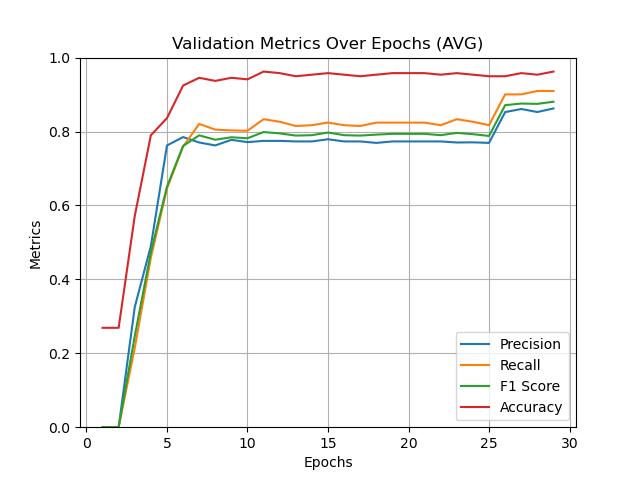 Validation Metrics Over Epochs (AVG)
1.0
0.8
0.6
0.4
0.2
0.0
Metrics
Precision
Recall
F1 Score
Accuracy
0 5 10 15 20 25 30
Epochs